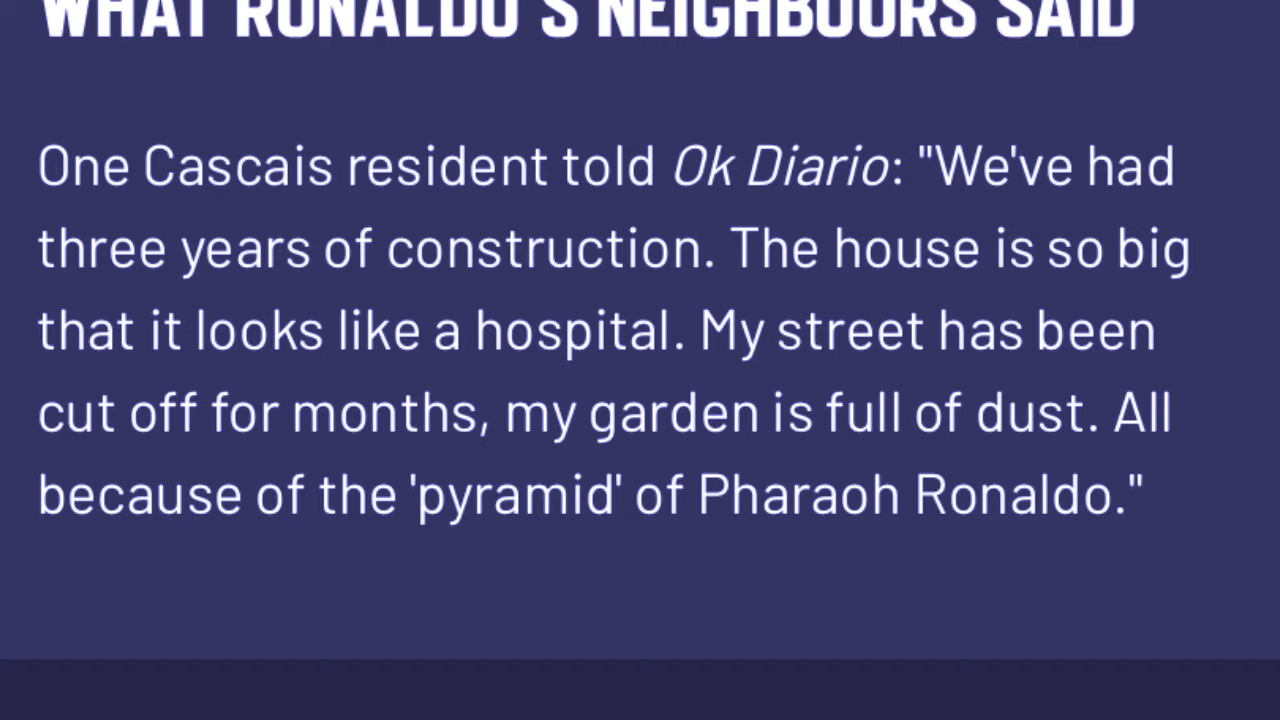 WHAT RONALDO'S NEIGHBOURS SAID
One Cascais resident told Ok Diario: "We've had
three years of construction. The house is so big
that it looks like a hospital. My street has been
cut off for months, my garden is full of dust. All
because of the 'pyramid' of Pharaoh Ronaldo."